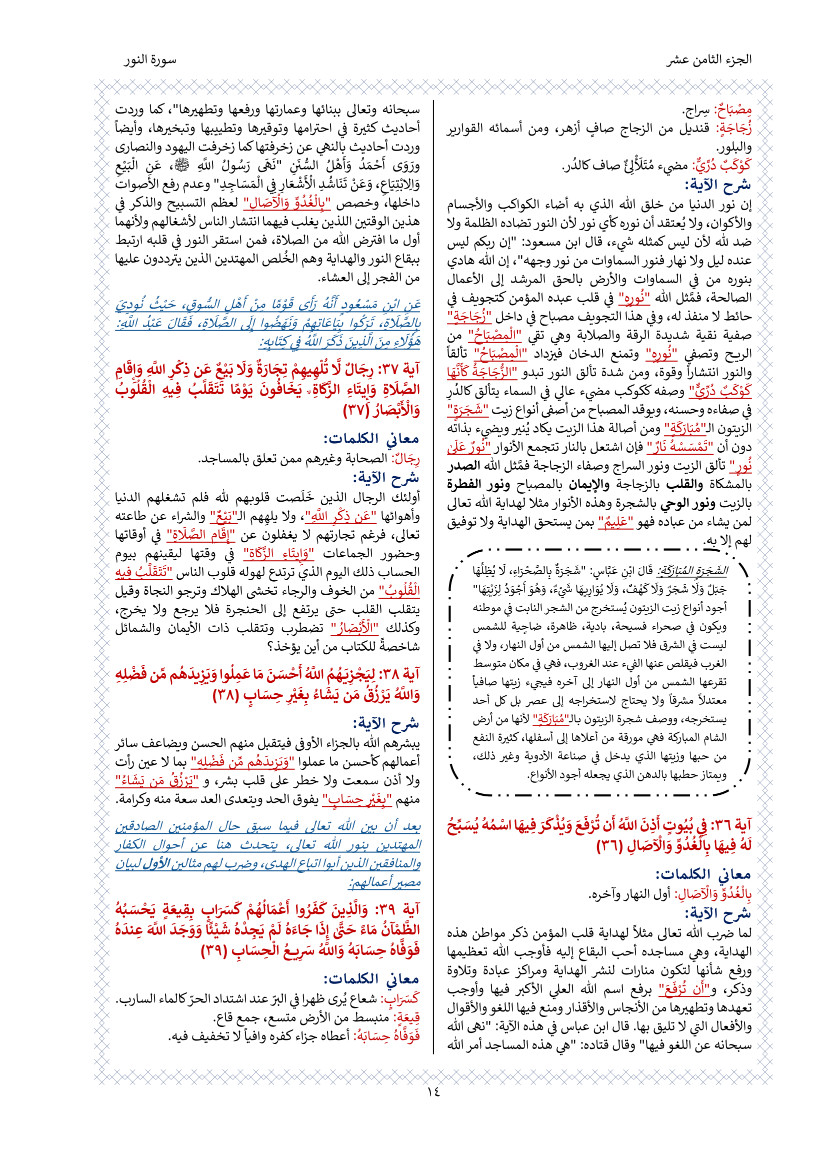 الجزء الثامن عشر
سورة النور
مِصْبَاحٌ: سِراج.
زُجَاجَةٍ: قنديل من الزجاج صافٍ أزهر، ومن أسمائه القوارير
والبلور.
كَوْكَبٌ دُرِّيٌّ: مضيء مُتَلَأْلِئٌ صاف كالدُر.
شرح الآية:
إن نور الدنيا من خلق الله الذي به أضاء الكواكب والأجسام
والأكوان، ولا يُعتقد أن نوره كأي نور لأن النور تضاده الظلمة ولا
ضد لله لأن ليس كمثله شيء، قال ابن مسعود: "إن ربكم ليس
عنده ليل ولا نهار فنور السماوات من نور وجهه"، إن الله هادي
بنوره من في السماوات والأرض بالحق المرشد إلى الأعمال
الصالحة، فمَّثل الله "نُورِهِ" في قلب عبده المؤمن كتجويف في
حائط لا منفذ له، وفي هذا التجويف مصباح في داخل "زُجَاجَةٍ"
صفية نقية شديدة الرقة والصلابة وهي تقي "الْمِصْبَاحُ" من
الريح وتصفي "نُورِهِ" وتمنع الدخان فيزداد "الْمِصْبَاحُ" تألقاً
والنور انتشاراً وقوة، ومن شدة تألق النور تبدو "الزُّجَاجَةُ كَأَنَّهَا
كَوْكَبٌ دُرِّيٌّ" وصفه ككوكب مضيء عالي في السماء يتألق كالدُرِ
في صفاءه وحسنه، ويوقد المصباح من أصفى أنواع زيت "شَجَرَةٍ"
الزيتون الـ"مُبَارَكَةٍ" ومن أصالة هذا الزيت يكاد يُنير ويضيء بذاته
دون أن "تَمْسَسْهُ نَارٌ" فإن اشتعل بالنار تتجمع الأنوار "نُورٌ عَلَىٰ
نُورٍ" تألق الزيت ونور السراج وصفاء الزجاجة فمَّثل الله الصدر
بالمشكاة والقلب بالزجاجة والإيمان بالمصباح ونور الفطرة
بالزيت ونور الوحي بالشجرة وهذه الأنوار مثلا لهداية الله تعالى
لمن يشاء من عباده فهو "عَلِيمٌ" بمن يستحق الهداية ولا توفيق
لهم إلا به.
الشَّجَرَةِ المُبَارَكَةِ: قَالَ ابْنِ عَبَّاسٍ: "شَجَرَةٌ بِالصَّحْرَاءِ، لَا يُظِلُّهَا
جَبَلٌ وَلَا شَجَرٌ وَلَا كَهْفٌ، وَلَا يُوَارِيهَا شَيْءٌ، وَهُوَ أَجْوَدُ لِزَيْتِهَا"
أجود أنواع زيت الزيتون يُستخرج من الشجر النابت في موطنه
ويكون في صحراء فسيحة، بادية، ظاهرة، ضاحِية للشمس
ليست في الشرق فلا تصل إليها الشمس من أول النهار، ولا في
الغرب فيقلص عنها الفيء عند الغروب، فهي في مكان متوسط
تقرعها الشمس من أول النهار إلى آخره فيجيء زيتها صافياً
معتدلاً مشرقاً ولا يحتاج لاستخراجه إلى عصر بل كل أحد
يستخرجه، ووصف شجرة الزيتون بالـ"مُبَارَكَةٍ" لأنها من أرض
الشام المباركة فهي مورقة من أعلاها إلى أسفلها، كثيرة النفع
من حبها وزيتها الذي يدخل في صناعة الأدوية وغير ذلك،
ويمتاز حطبها بالدهن الذي يجعله أجود الأنواع.
آية ٣٦: فِي بُيُوتٍ أَذِنَ اللَّهُ أَن تُرْفَعَ وَيُذْكَرَ فِيهَا اسْمُهُ يُسَبِّحُ
لَهُ فِيهَا بِالْغُدُوِّ وَالْآصَالِ (٣٦)
معاني الكلمات:
بِالْغُدُوِّ وَالْآصَالِ: أول النهار وآخره.
شرح الآية:
لما ضرب الله تعالى مثلاً لهداية قلب المؤمن ذكر مواطن هذه
الهداية، وهي مساجده أحب البقاع إليه فأوجب الله تعظيمها
ورفع شأنها لتكون منارات لنشر الهداية ومراكز عبادة وتلاوة
وذكر، و"أَن تُرْفَعَ" برفع اسم الله العلي الأكبر فيها وأوجب
تعهدها وتطهيرها من الأنجاس والأقذار ومنع فيها اللغو والأقوال
والأفعال التي لا تليق بها. قال ابن عباس في هذه الآية: "نهى الله
سبحانه عن اللغو فيها" وقال قتاده: "هي هذه المساجد أمر الله
سبحانه وتعالى ببنائها وعمارتها ورفعها وتطهيرها"، كما وردت
أحاديث كثيرة في احترامها وتوقيرها وتطييبها وتبخيرها، وأيضاً
وردت أحاديث بالنهي عن زخرفتها كما زخرفت اليهود والنصارى
ورَوَى أَحْمَدُ وَأَهْلُ السُّنَنِ "نَهَى رَسُولُ اللَّهِ ﷺ، عَنِ الْبَيْعِ
وَالِابْتِيَاعِ، وَعَنْ تَنَاشُدِ الْأَشْعَارِ فِي الْمَسَاجِدِ" وعدم رفع الأصوات
داخلها، وخصص "بِالْغُدُوِّ وَالْآصَالِ" لعظم التسبيح والذكر في
هذين الوقتين اللذين يغلب فيهما انتشار الناس لأشغالهم ولأنهما
أول ما افترض الله من الصلاة، فمن استقر النور في قلبه ارتبط
ببقاع النور والهداية وهم الخُلص المهتدين الذين يترددون عليها
من الفجر إلى العشاء.
عَنِ ابْنِ مَسْعُودٍ أَنَّهُ رَأَى قَوْمًا مِنْ أَهْلِ السُّوقِ، حَيْثُ نُودِيَ
بِالصَّلَاةِ، تَرَكُوا بِيَاعَاتِهِمْ وَنَهَضُوا إِلَى الصَّلَاةِ، فَقَالَ عَبْدُ اللَّهِ:
هَؤُلَاءِ مِنَ الَّذِينَ ذَكَرَ اللَّهُ فِي كِتَابِهِ:
آية ٣٧: رِجَالٌ لَّا تُلْهِيهِمْ تِجَارَةٌ وَلَا بَيْعٌ عَن ذِكْرِ اللَّهِ وَإِقَامِ
الصَّلَاةِ وَإِيتَاءِ الزَّكَاةِ ۙ يَخَافُونَ يَوْمًا تَتَقَلَّبُ فِيهِ الْقُلُوبُ
وَالْأَبْصَارُ (٣٧)
معاني الكلمات:
رِجَالٌ: الصحابة وغيرهم ممن تعلق بالمساجد.
شرح الآية:
أولئك الرجال الذين خَلَصت قلوبهم لله فلم تشغلهم الدنيا
وأهوائها "عَن ذِكْرِ اللَّهِ"، ولا يلههم الـ"بَيْعٌ" والشراء عن طاعته
تعالى، فرغم تجارتهم لا يغفلون عن "إِقَامِ الصَّلَاةِ" في أوقاتها
وحضور الجماعات "وَإِيتَاءِ الزَّكَاةِ" في وقتها ليقينهم بيوم
الحساب ذلك اليوم الذي ترتدع لهوله قلوب الناس "تَتَقَلَّبُ فِيهِ
الْقُلُوبُ" من الخوف والرجاء تخشى الهلاك وترجو النجاة وقيل
يتقلب القلب حتى يرتفع إلى الحنجرة فلا يرجع ولا يخرج،
وكذلك "الْأَبْصَارُ" تضطرب وتتقلب ذات الأيمان والشمائل
شاخصةٌ للكتاب من أين يؤخذ؟
آية ٣٨: لِيَجْزِيَهُمُ اللَّهُ أَحْسَنَ مَا عَمِلُوا وَيَزِيدَهُم مِّن فَضْلِهِ
وَاللَّهُ يَرْزُقُ مَن يَشَاءُ بِغَيْرِ حِسَابٍ (٣٨)
شرح الآية:
يبشرهم الله بالجزاء الأوفى فيتقبل منهم الحسن ويضاعف سائر
أعمالهم كأحسن ما عملوا "وَيَزِيدَهُم مِّن فَضْلِهِ" بما لا عين رأت
ولا أذن سمعت ولا خطر على قلب بشر، و "يَرْزُقُ مَن يَشَاءُ"
منهم "بِغَيْرِ حِسَابٍ" يفوق الحد ويتعدى العد سعة منه وكرامة.
بعد أن بين الله تعالى فيما سبق حال المؤمنين الصادقين
المهتدين بنور الله تعالى، يتحدث هنا عن أحوال الكفار
والمنافقين الذين أبوا اتباع الهدى، وضرب لهم مثالين الأول لبيان
مصير أعمالهم:
آية ٣٩: وَالَّذِينَ كَفَرُوا أَعْمَالُهُمْ كَسَرَابٍ بِقِيعَةٍ يَحْسَبُهُ
الظَّمْآنُ مَاءً حَتَّىٰ إِذَا جَاءَهُ لَمْ يَجِدْهُ شَيْئًا وَوَجَدَ اللَّهَ عِندَهُ
فَوَفَّاهُ حِسَابَهُ وَاللَّهُ سَرِيعُ الْحِسَابِ (٣٩)
معاني الكلمات:
كَسَرَابٍ: شعاع يُرى ظهرا في البرّ عند اشتداد الحرّ كالماء السارب.
قِيعَةٍ: منبسط من الأرض متسع، جمع قاع.
فَوَفَّاهُ حِسَابَهُ: أعطاه جزاء كفره وافياً لا تخفيف فيه.
١٤